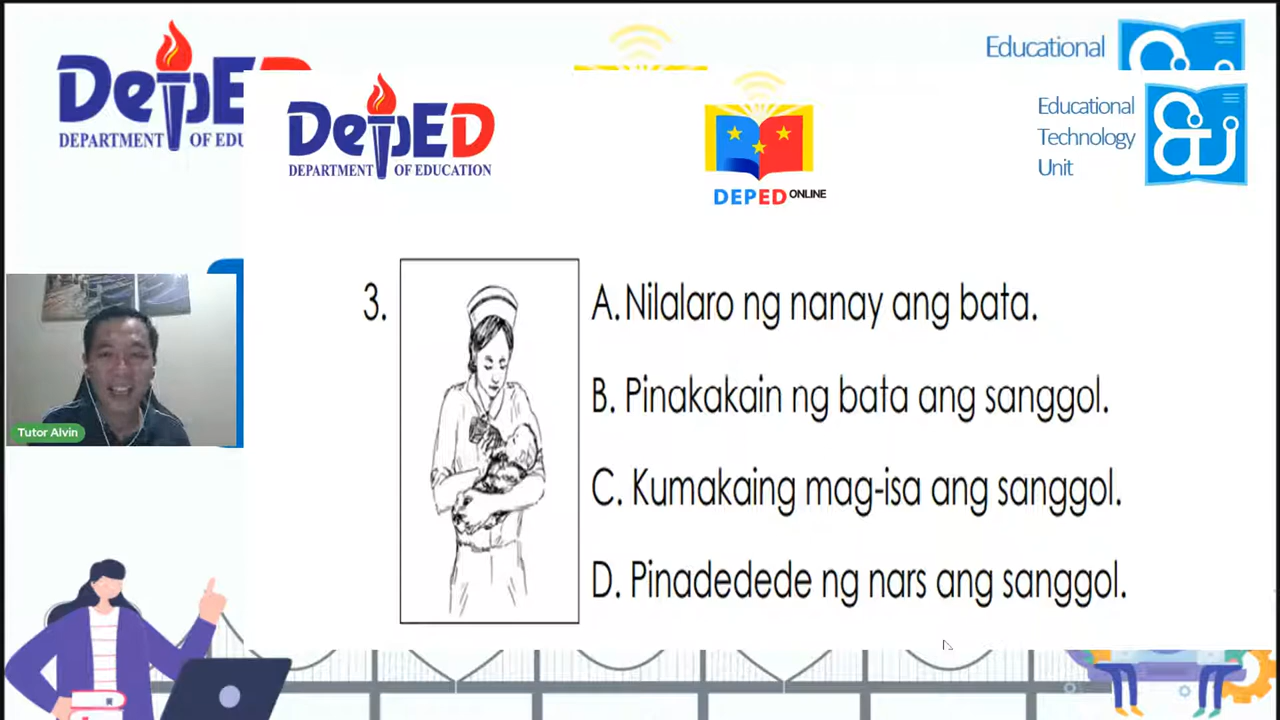 DepED
DEPARTMENT OF EDU
Educational
DepED
DEPARTMENT OF EDUCATION
DEPED ONLINE
Educational
Technology
Unit
3.
A. Nilalaro ng nanay ang bata.
B. Pinakakain ng bata ang sanggol.
C. Kumakaing mag-isa ang sanggol.
D. Pinadedede ng nars ang sanggol.
Tutor Alvin